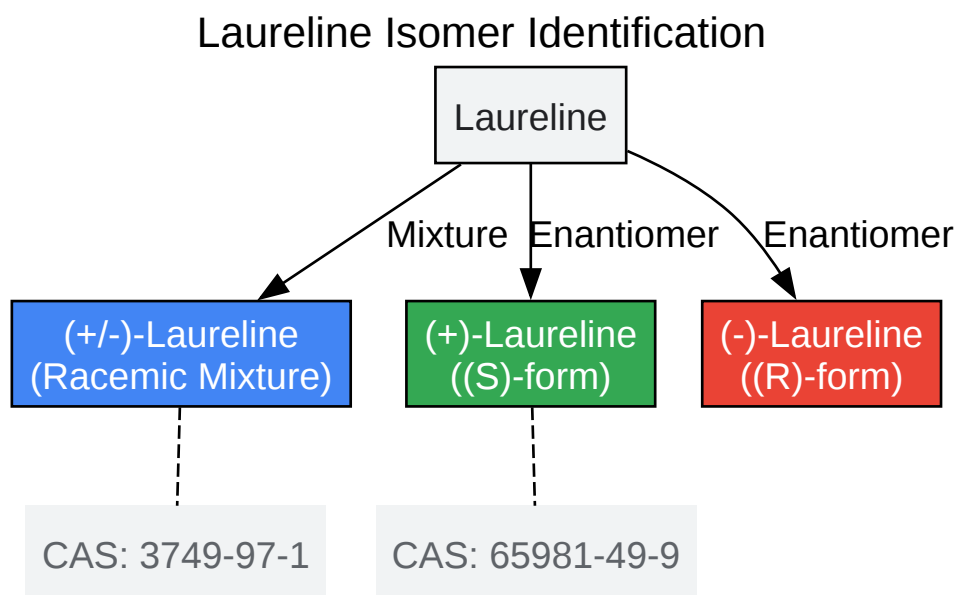 Laureline Isomer Identification
Laureline
Mixture
Enantiomer
Enantiomer
(+/-)-Laureline
(Racemic Mixture)
(+)-Laureline
((S)-form)
(-)-Laureline
((R)-form)
CAS: 3749-97-1
CAS: 65981-49-9